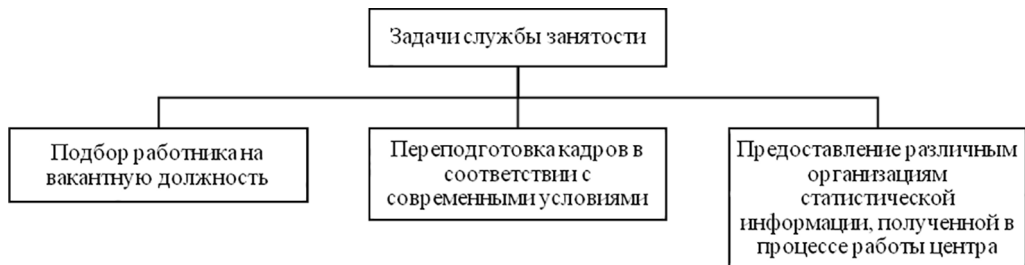 Задачи службы занятости
Подбор работника на
вакантную должность
Переподготовка кадров в
соответствии с
современными условиями
Предоставление различным
организациям
статистической
информации, полученной в
процессе работы центра